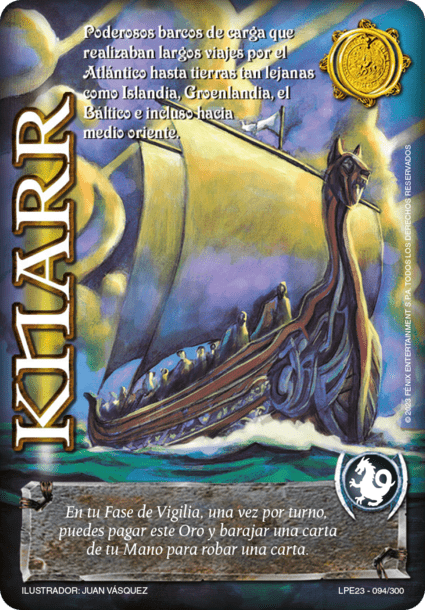 Poderosos barcos de carga que
realizaban largos viajes por el
Atlántico hasta tierras tan lejanas
como Islandia, Groenlandia, el
Báltico e incluso hacia
medio oriente.
KNARR
© 2023 FÉNIX ENTERTAINMENT S.P.A. TODOS LOS DERECHOS RESERVADOS
En tu Fase de Vigilia, una vez por turno,
puedes pagar este Oro y barajar una carta
de tu Mano para robar una carta.
ILUSTRADOR: JUAN VÁSQUEZ
LPE23 - 094/300